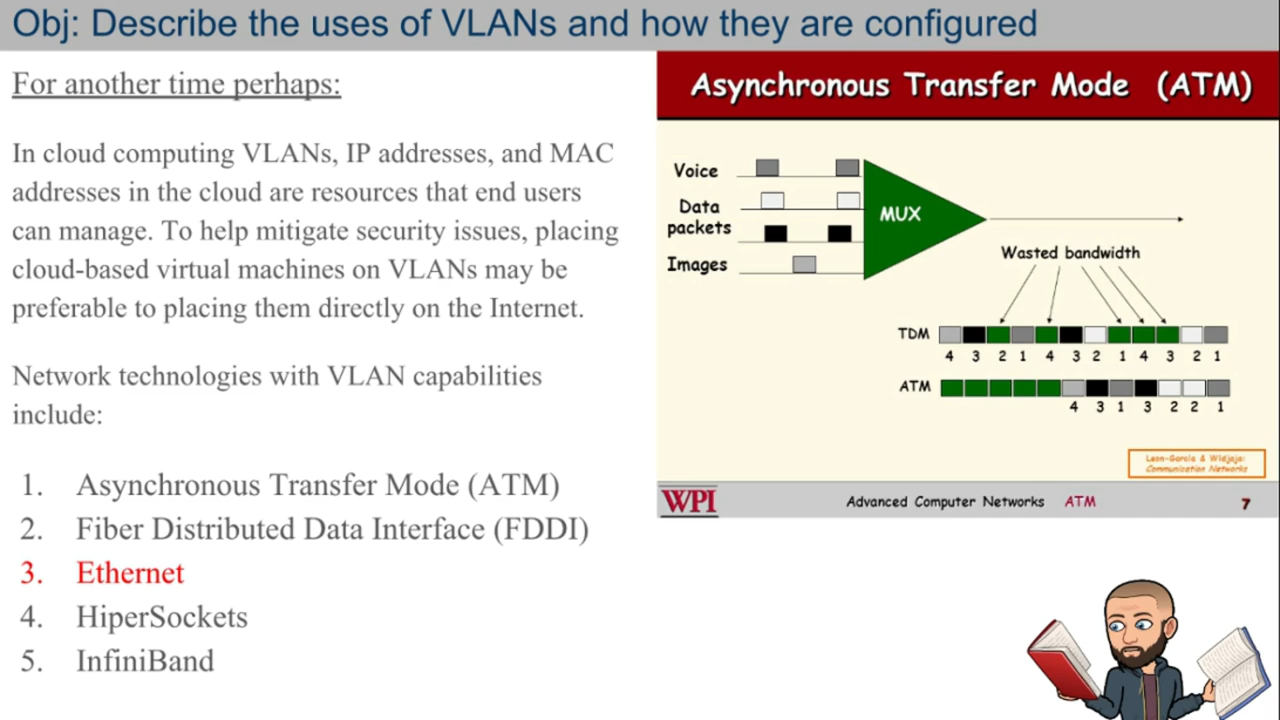 Obj: Describe the uses of VLANs and how they are configured
For another time perhaps:
In cloud computing VLANs, IP addresses, and MAC
addresses in the cloud are resources that end users
can manage. To help mitigate security issues, placing
cloud-based virtual machines on VLANs may be
preferable to placing them directly on the Internet.
Network technologies with VLAN capabilities
include:
1. Asynchronous Transfer Mode (ATM)
2. Fiber Distributed Data Interface (FDDI)
3. Ethernet
4. HiperSockets
5. InfiniBand
Asynchronous Transfer Mode (ATM)
Voice
Data
packets
Images
MUX
Wasted bandwidth
TDM
4 3 2 1 4 3 2 1 4 3 2 1
ATM
4 3 1 3 2 2 1
Leon-Garcia & Widjaja:
Communication Networks
WPI
Advanced Computer Networks ATM 7